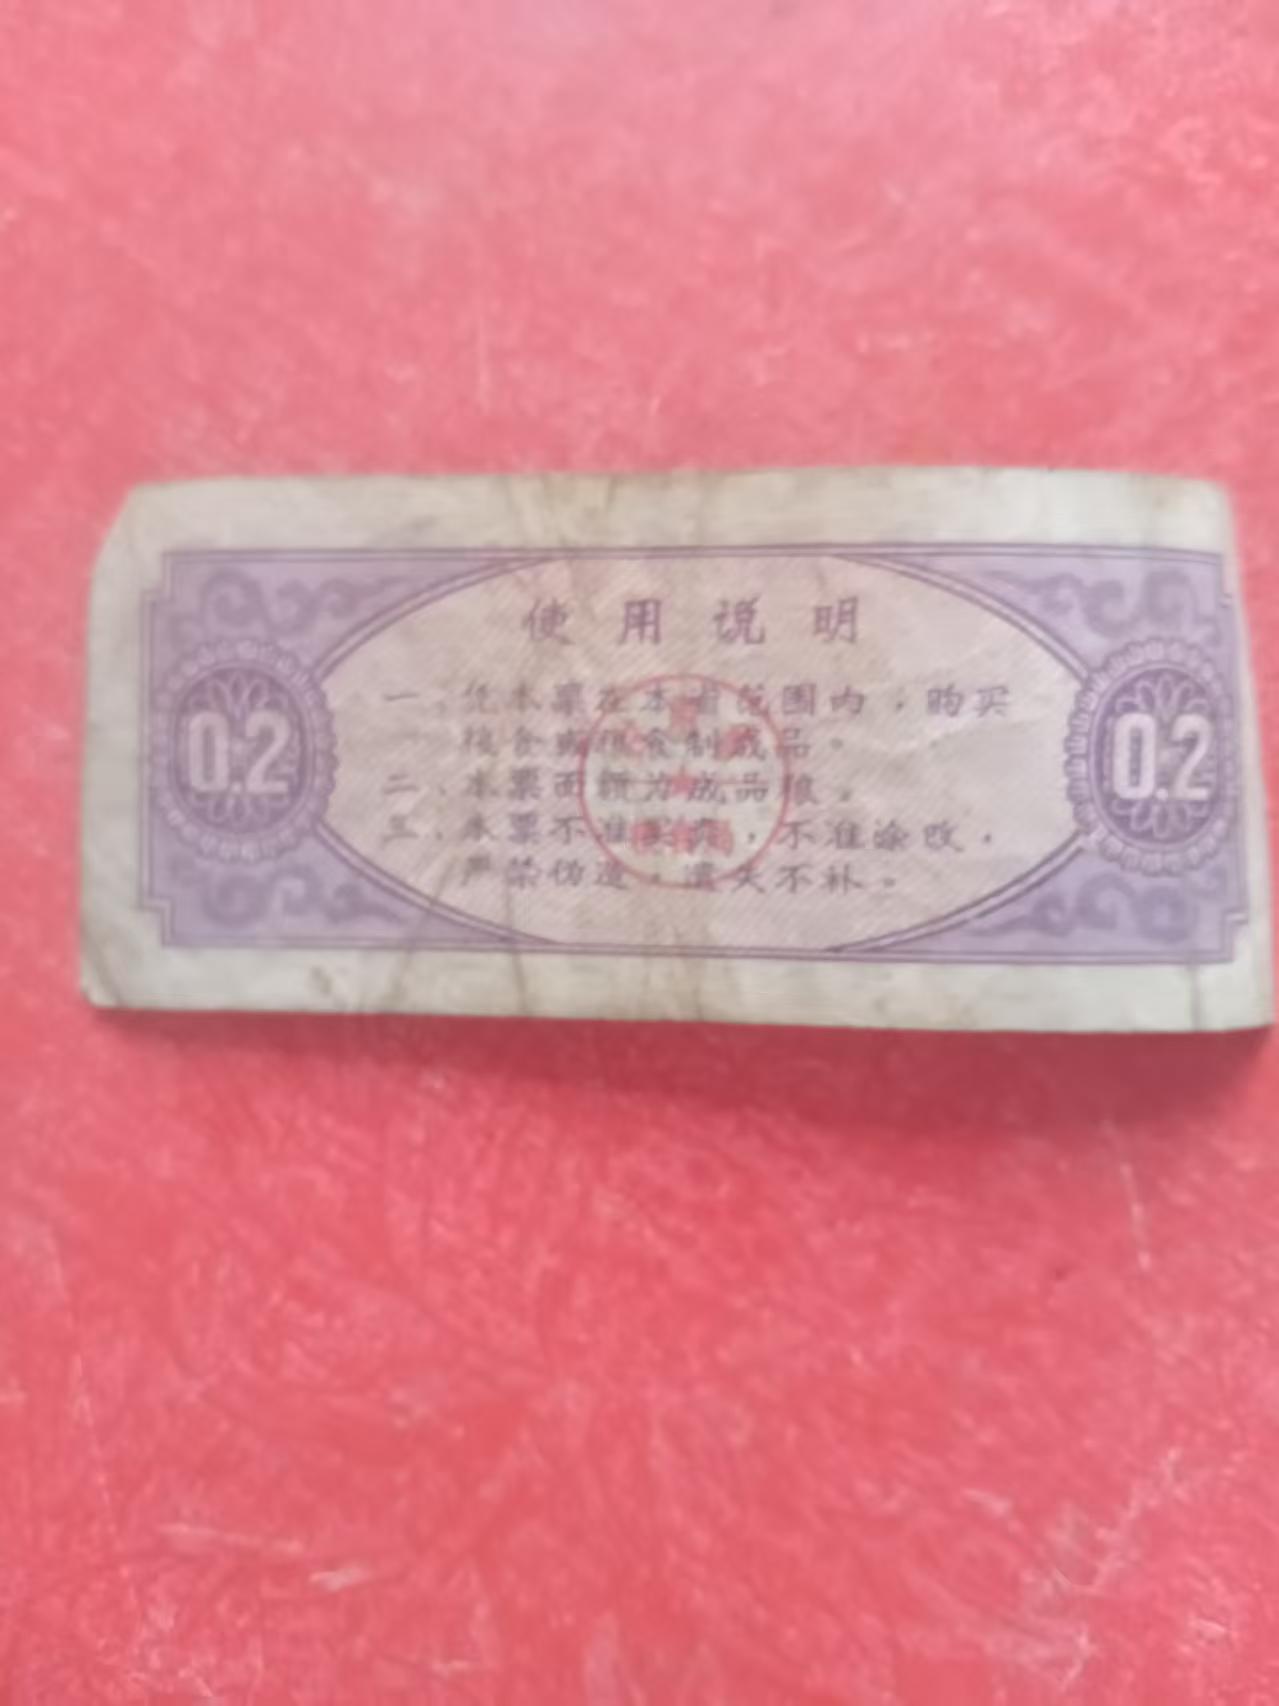 使用说明
一、凭本票在本省范围内，购买
粮食或粮食制成品。
0.2
0.2
二、本票面额为成品粮。
三、本票不准买卖，不准涂改，
严禁伪造，遗失不补。